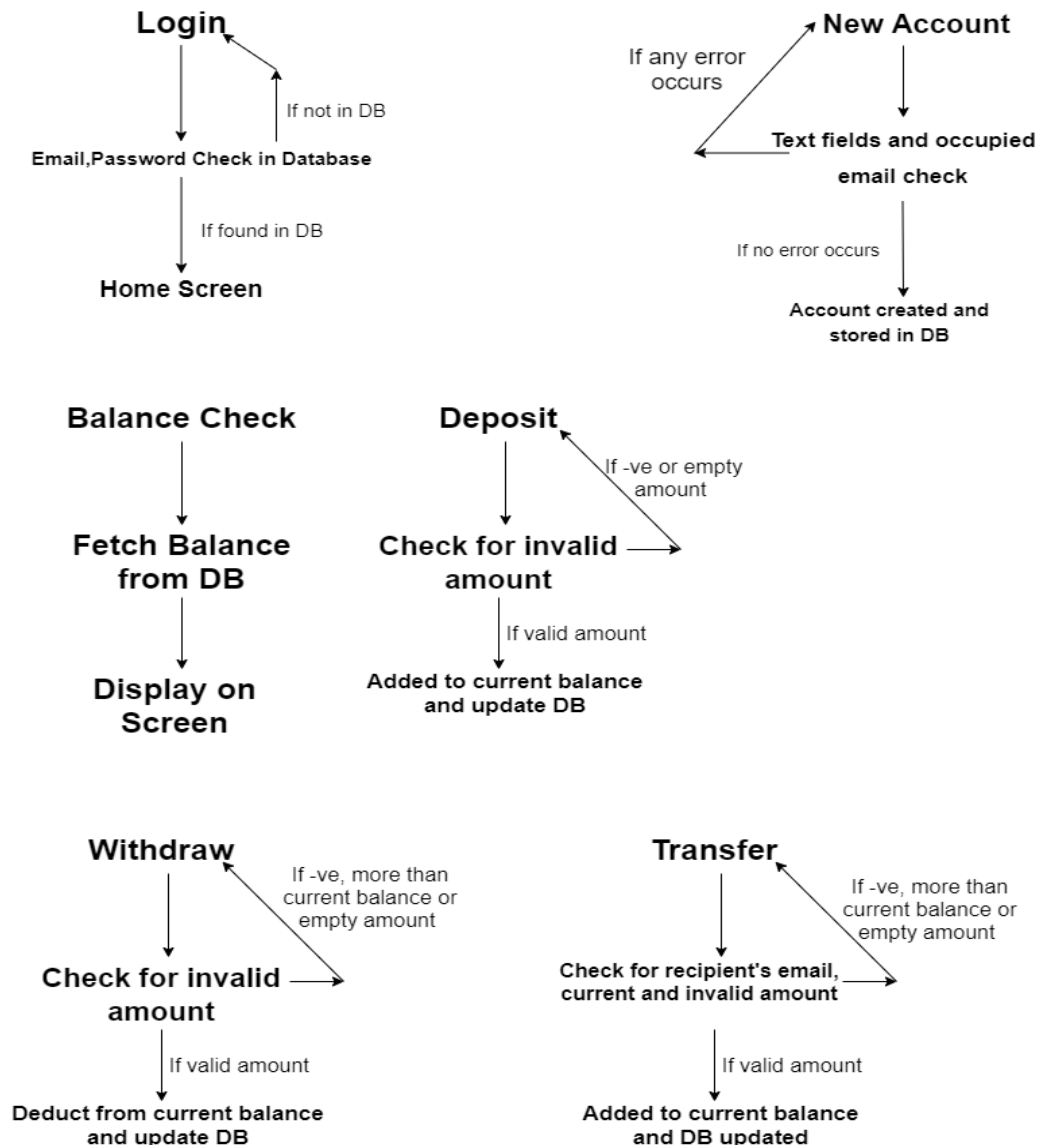 Login
If not in DB
Email,Password Check in Database
If found in DB
Home Screen
New Account
If any error
occurs
Text fields and occupied
email check
If no error occurs
Account created and
stored in DB
Balance Check
Fetch Balance
from DB
Display on
Screen
Deposit
If -ve or empty
amount
Check for invalid
amount
If valid amount
Added to current balance
and update DB
Withdraw
If -ve, more than
current balance or
empty amount
Check for invalid
amount
If valid amount
Deduct from current balance
and update DB
Transfer
If -ve, more than
current balance or
empty amount
Check for recipient's email,
current and invalid amount
If valid amount
Added to current balance
and DB updated